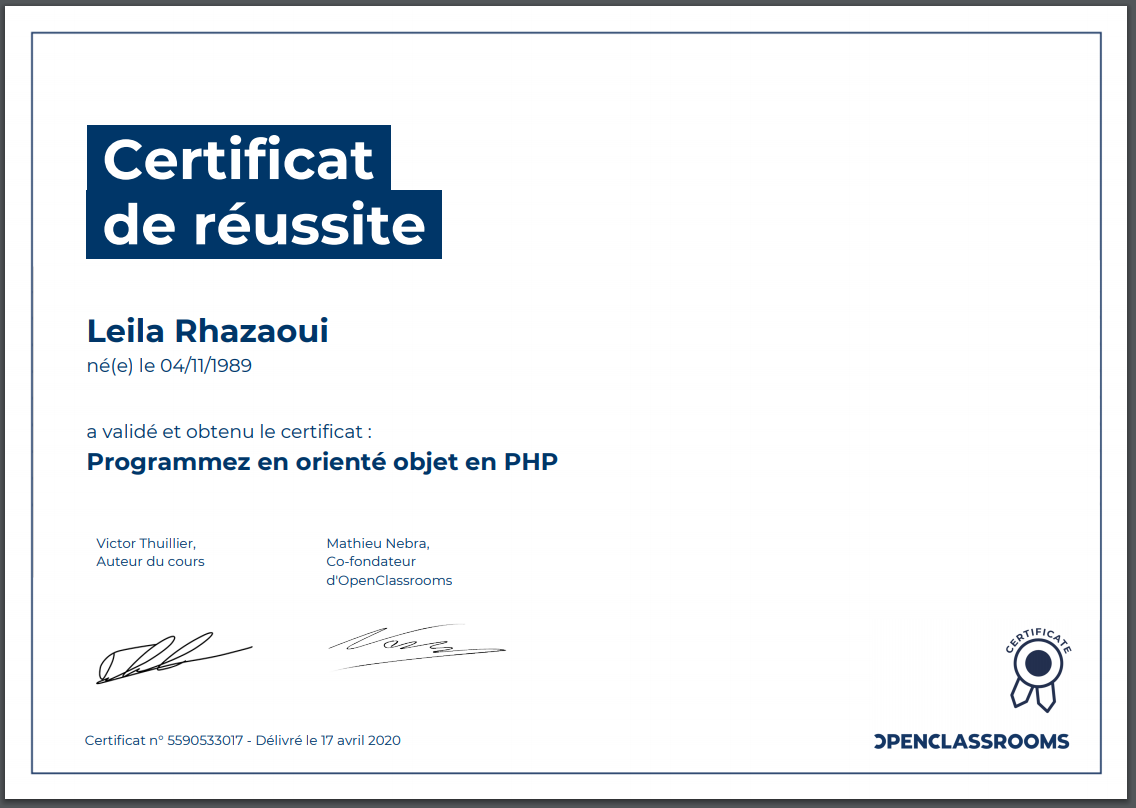 Certificat
de réussite
Leila Rhazaoui
né(e) le 04/11/1989
a validé et obtenu le certificat :
Programmez en orienté objet en PHP
Victor Thuillier,
Auteur du cours
Mathieu Nebra,
Co-fondateur
d'OpenClassrooms
CERTIFICATE
Certificat n° 5590533017 - Délivré le 17 avril 2020
OPENCLASSROOMS